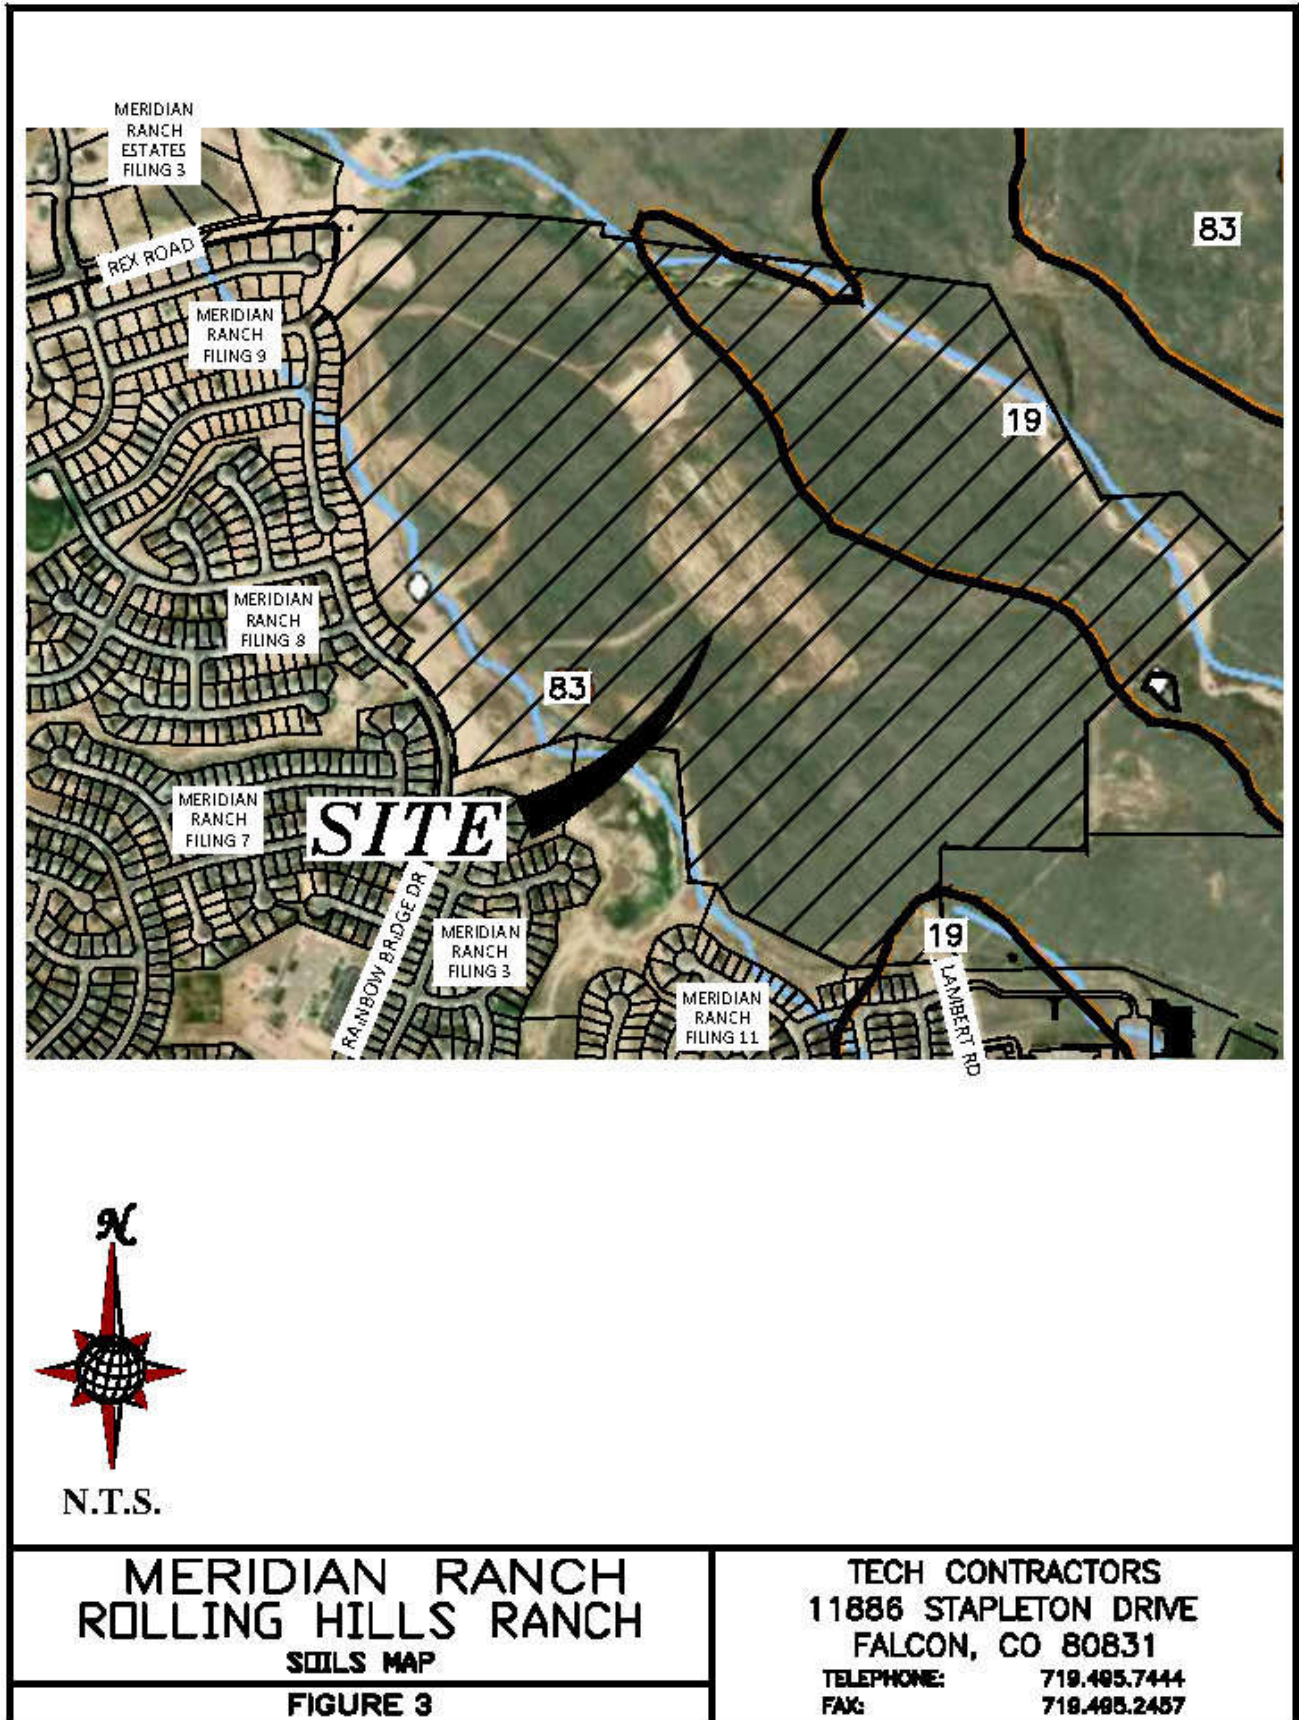 MERIDIAN
RANCH
ESTATES
FILING 3
83
REX ROAD
MERIDIAN
RANCH
FILING 9
19
MERIDIAN
RANCH
FILING 8
83
MERIDIAN
RANCH
FILING 7
SITE
RAINBOW BRIDGE DR
MERIDIAN
RANCH
FILING 3
19
LAMBERT RD
MERIDIAN
RANCH
FILING 11
N
N.T.S.
MERIDIAN RANCH
ROLLING HILLS RANCH
SOILS MAP
FIGURE 3
TECH CONTRACTORS
11886 STAPLETON DRIVE
FALCON, CO 80831
TELEPHONE: 719.495.7444
FAX: 719.495.2457